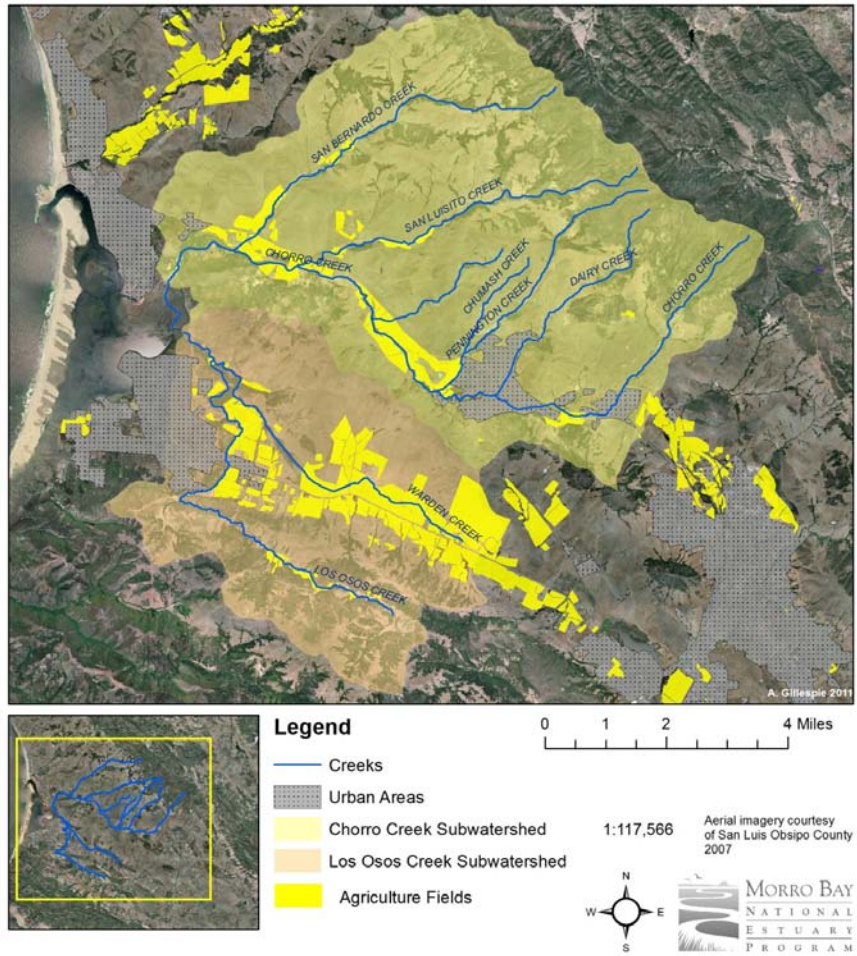 SAN BERNARDO CREEK
SAN LUISITO CREEK
CHORRO CREEK
CHUMASH CREEK
PENNINGTON CREEK
DAIRY CREEK
CHORRO CREEK
WARDEN CREEK
LOS OSOS CREEK
A. Gillespie 2011
Legend
Creeks
Urban Areas
Chorro Creek Subwatershed
Los Osos Creek Subwatershed
Agriculture Fields
0 1 2 4 Miles
1:117,566
Aerial imagery courtesy
of San Luis Obsipo County
2007
N
W E
S
MORRO BAY
NATIONAL
ESTUARY
PROGRAM